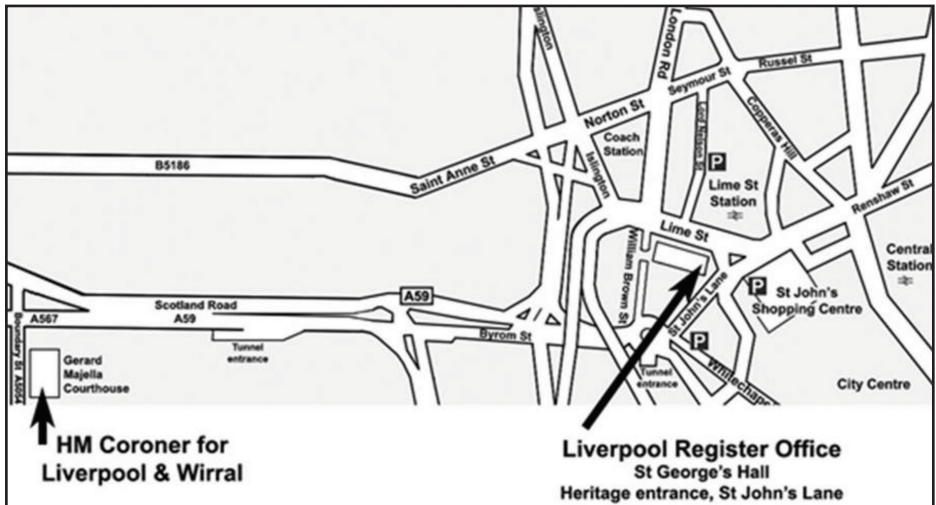 Islington
London Rd
Russel St
Seymour St
Norton St
Coach
Station
Lord Nelson St
Copperas Hill
P
B5186
Saint Anne St
Islington
Lime St
Station
Renshaw St
Lime St
William Brown St
Central
Station
A59
P
St John's
Shopping Centre
St John's Lane
Scotland Road
A567
A59
Byrom St
P
Boundary St A5054
Tunnel
entrance
Gerard
Majella
Courthouse
Tunnel
entrance
Whitechape
City Centre
HM Coroner for
Liverpool & Wirral
Liverpool Register Office
St George's Hall
Heritage entrance, St John's Lane